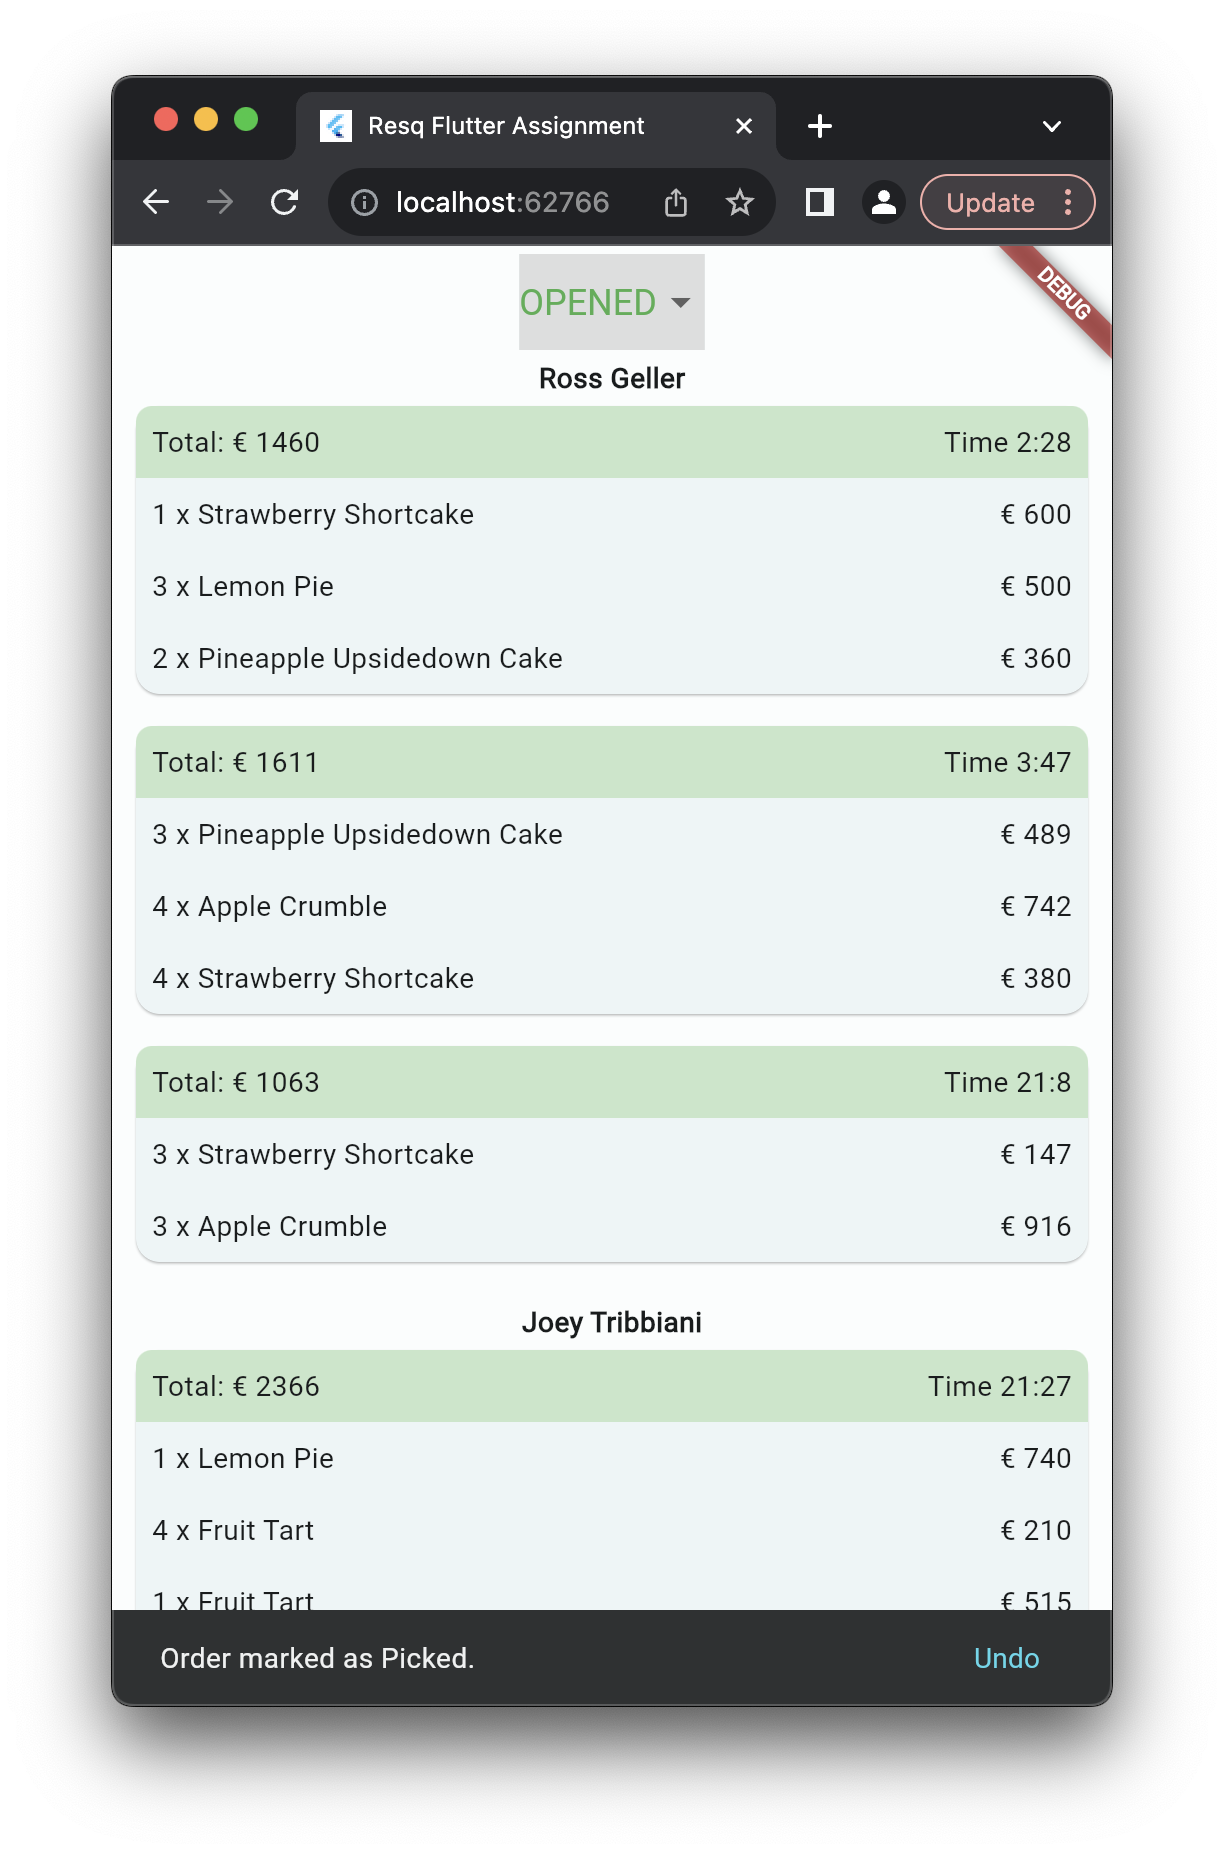 Resq Flutter Assignment
localhost:62766
Update
OPENED
DEBUG
Ross Geller
Total: € 1460 Time 2:28
1 x Strawberry Shortcake € 600
3 x Lemon Pie € 500
2 x Pineapple Upsidedown Cake € 360
Total: € 1611 Time 3:47
3 x Pineapple Upsidedown Cake € 489
4 x Apple Crumble € 742
4 x Strawberry Shortcake € 380
Total: € 1063 Time 21:8
3 x Strawberry Shortcake € 147
3 x Apple Crumble € 916
Joey Tribbiani
Total: € 2366 Time 21:27
1 x Lemon Pie € 740
4 x Fruit Tart € 210
1 x Fruit Tart € 515
Order marked as Picked. Undo